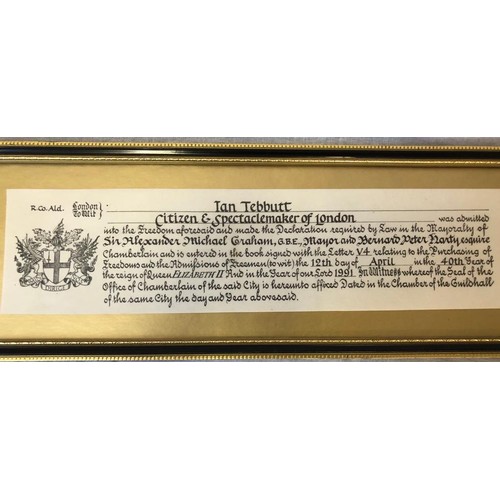 R. Co. Ald. London To Wit }
Ian Tebbutt
Citizen & Spectaclemaker of London was admitted
into the Freedom aforesaid and made the Declaration required by Law in the Mayoralty of
Sir Alexander Michael Graham, G.B.E., Mayor and Bernard Peter Harty esquire
Chamberlain and is entered in the book signed with the Letter V4 relating to the Purchasing of
Freedoms and the Admissions of Freemen (to wit) the 12th day of April in the 40th Year of
the reign of Queen ELIZABETH II And in the Year of our Lord 1991 In Witness whereof the Seal of the
Office of Chamberlain of the said City is hereunto affixed Dated in the Chamber of the Guildhall
of the same City the day and Year abovesaid.